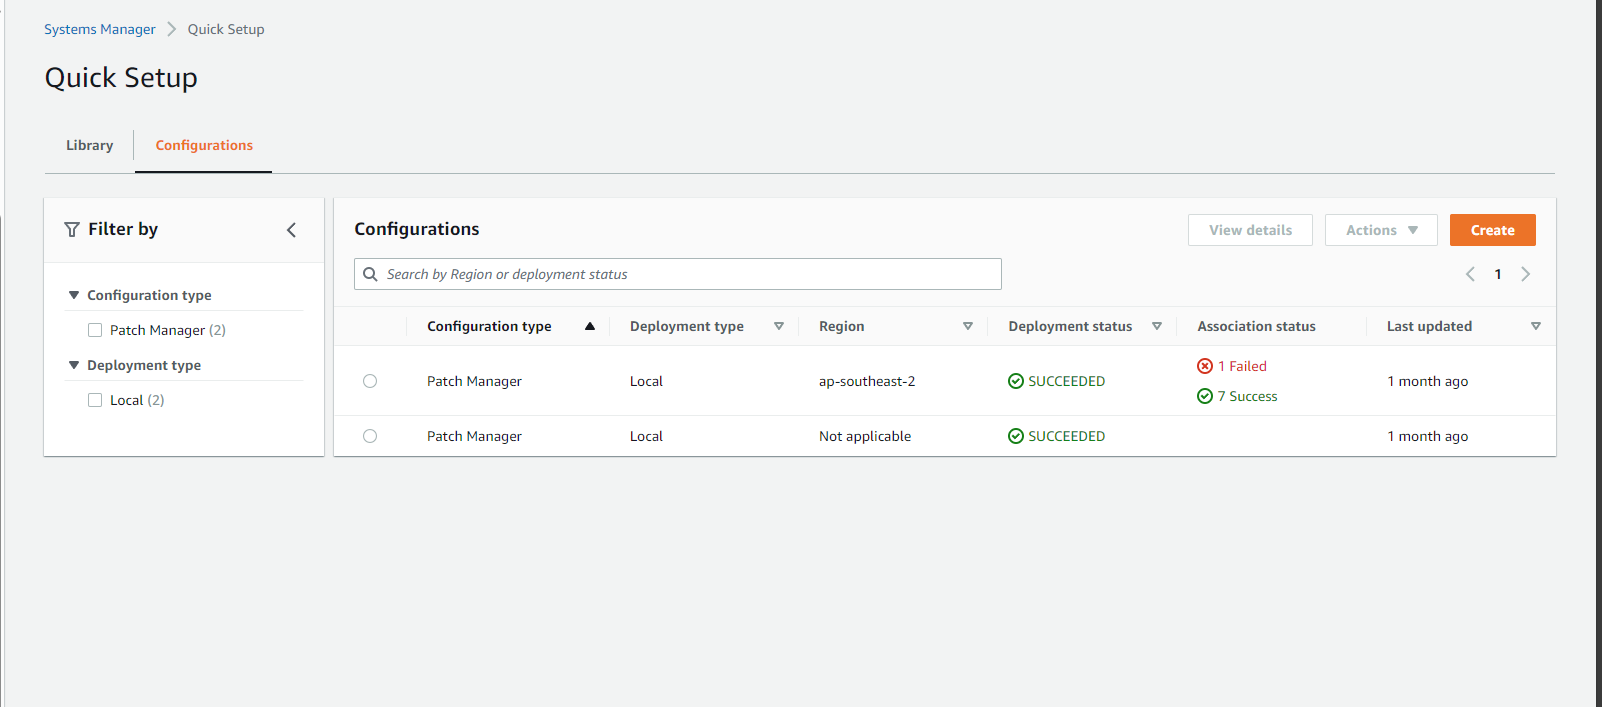 Systems Manager > Quick Setup
Quick Setup
Library
Configurations
Filter by
Configuration type
Patch Manager (2)
Deployment type
Local (2)
Configurations
View details
Actions
Create
Search by Region or deployment status
1
Configuration type Deployment type Region Deployment status Association status Last updated
Patch Manager Local ap-southeast-2 SUCCEEDED 1 Failed 1 month ago
7 Success
Patch Manager Local Not applicable SUCCEEDED 1 month ago